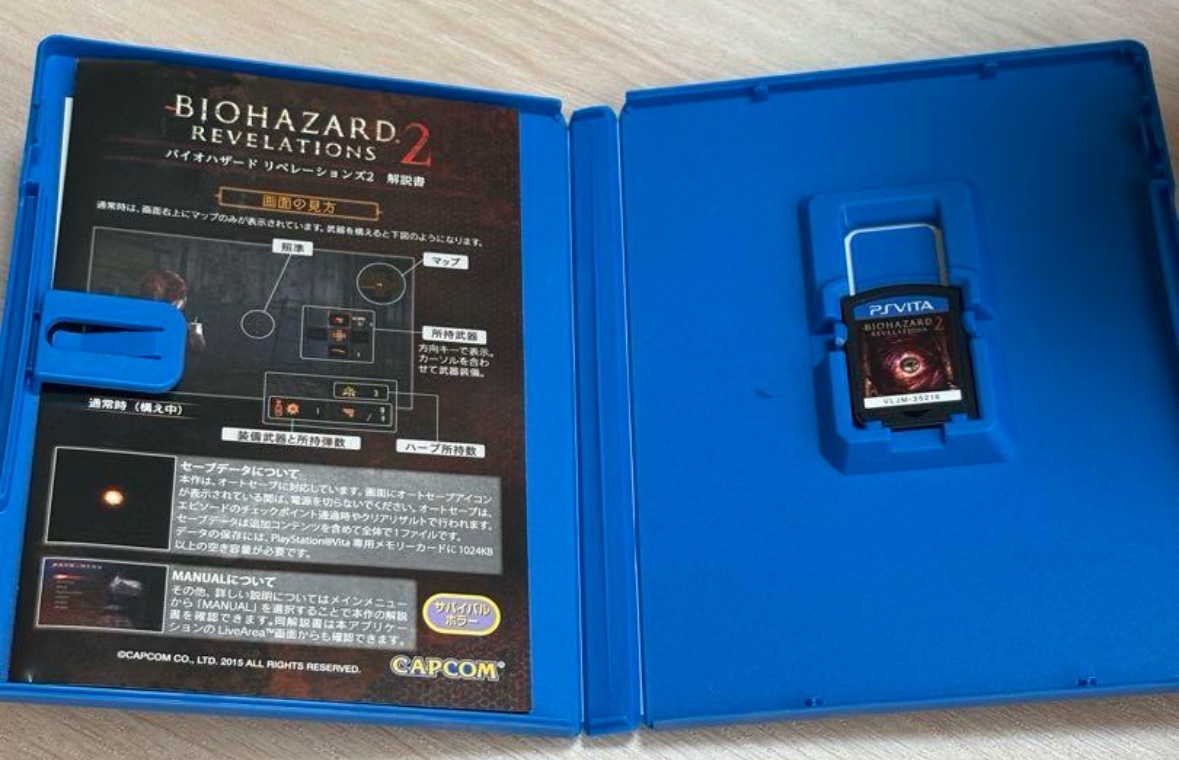 BIOHAZARD
REVELATIONS 2
バイオハザード リベレーションズ2 解説書
画面の見方
通常時は、画面右上にマップのみが表示されています。武器を構えると下図のようになります。
照準
マップ
所持武器
方向キーで表示。
カーソルを合わ
せて武器装備。
3
1
通常時（構え中）
装備武器と所持弾数
ハーブ所持数
セーブデータについて
本作は、オートセーブに対応しています。画面にオートセーブアイコン
が表示されている間は、電源を切らないでください。オートセーブは、
エピソードのチェックポイント通過時やクリアリザルトで行われます。
セーブデータは追加コンテンツを含めて全体で1ファイルです。
データの保存には、PlayStation®Vita 専用メモリーカードに1024KB
以上の空き容量が必要です。
MANUALについて
その他、詳しい説明についてはメインメニュー
から「MANUAL」を選択することで本作の解説
書を確認できます。同解説書は本アプリケー
ションの LiveArea™画面からも確認できます。
サバイバル
ホラー
©CAPCOM CO., LTD. 2015 ALL RIGHTS RESERVED.
CAPCOM®
PSVITA
BIOHAZARD
REVELATIONS 2
VLJM-35216